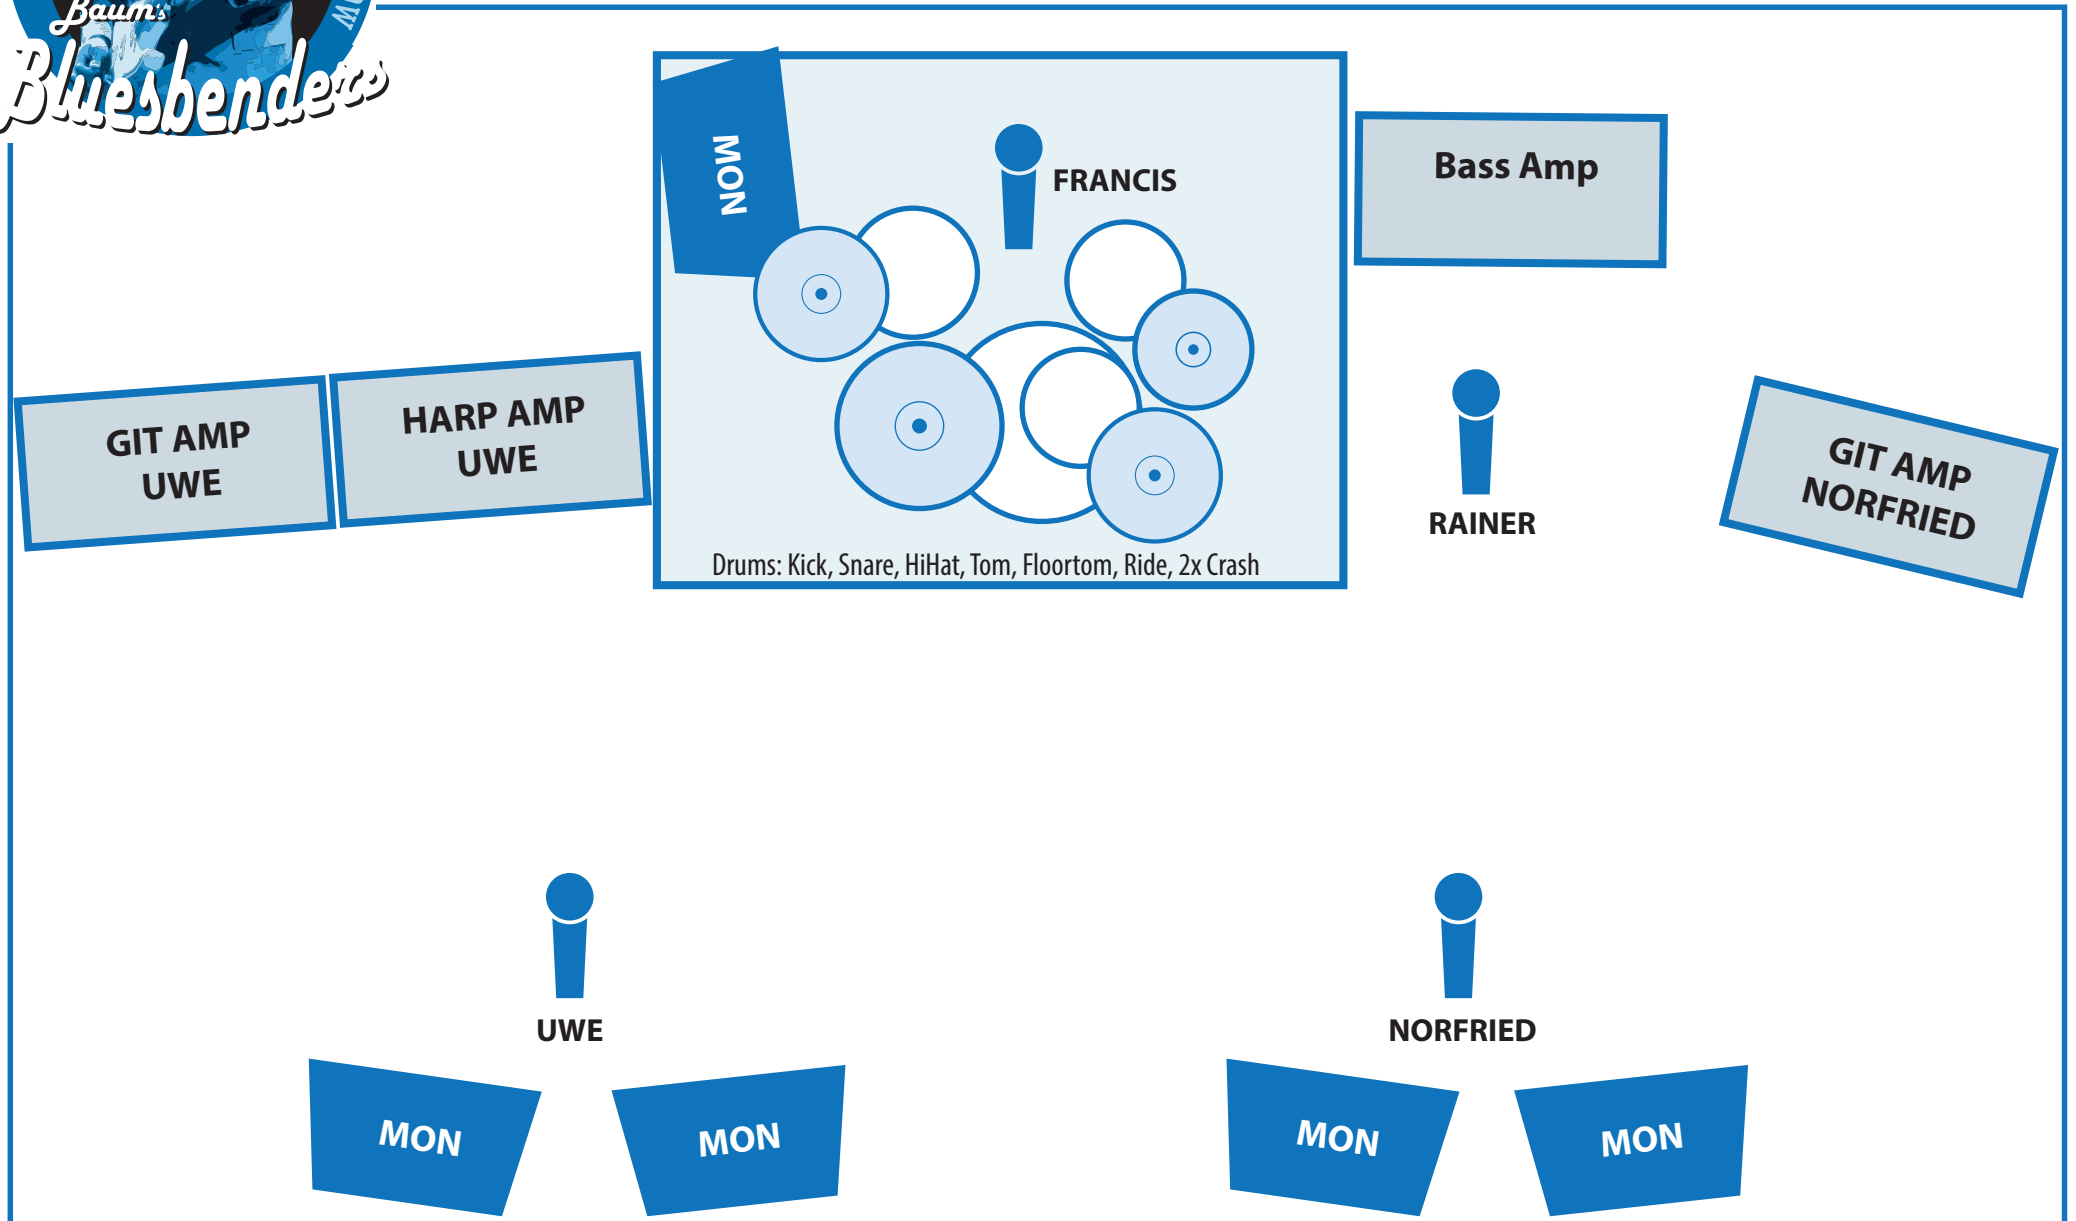 Baum's
Bluesbenders
MON
FRANCIS
Bass Amp
GIT AMP
UWE
HARP AMP
UWE
RAINER
GIT AMP
NORFRIED
Drums: Kick, Snare, HiHat, Tom, Floortom, Ride, 2x Crash
UWE
NORFRIED
MON
MON
MON
MON